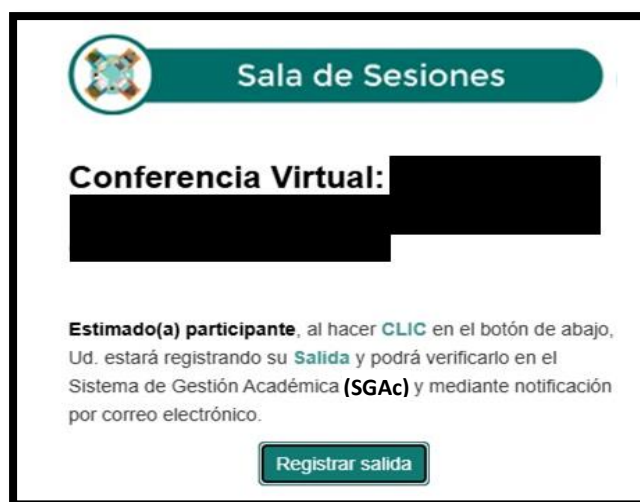 Sala de Sesiones
Conferencia Virtual:
Estimado(a) participante, al hacer CLIC en el botón de abajo,
Ud. estará registrando su Salida y podrá verificarlo en el
Sistema de Gestión Académica (SGAc) y mediante notificación
por correo electrónico.
Registrar salida